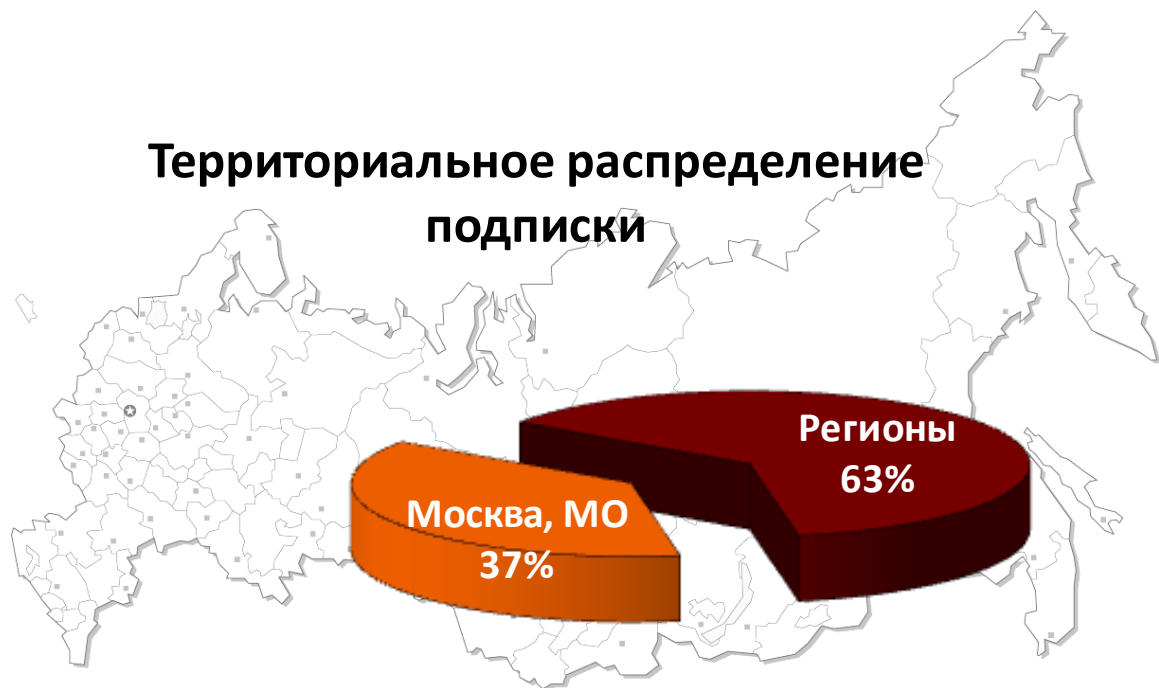 Территориальное распределение
подписки
Регионы
63%
Москва, МО
37%